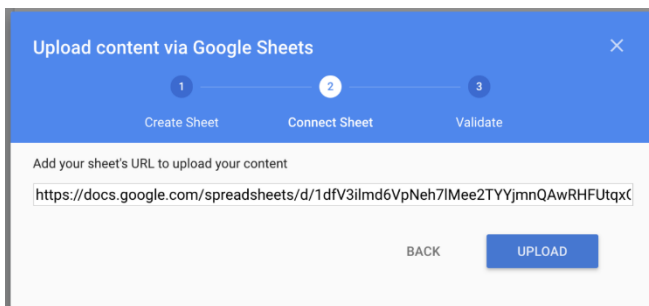 Upload content via Google Sheets
1 2 3
Create Sheet Connect Sheet Validate
Add your sheet's URL to upload your content
https://docs.google.com/spreadsheets/d/1dfV3ilmd6VpNeh7lMee2TYYjmnQAwRHFUtqx
BACK UPLOAD